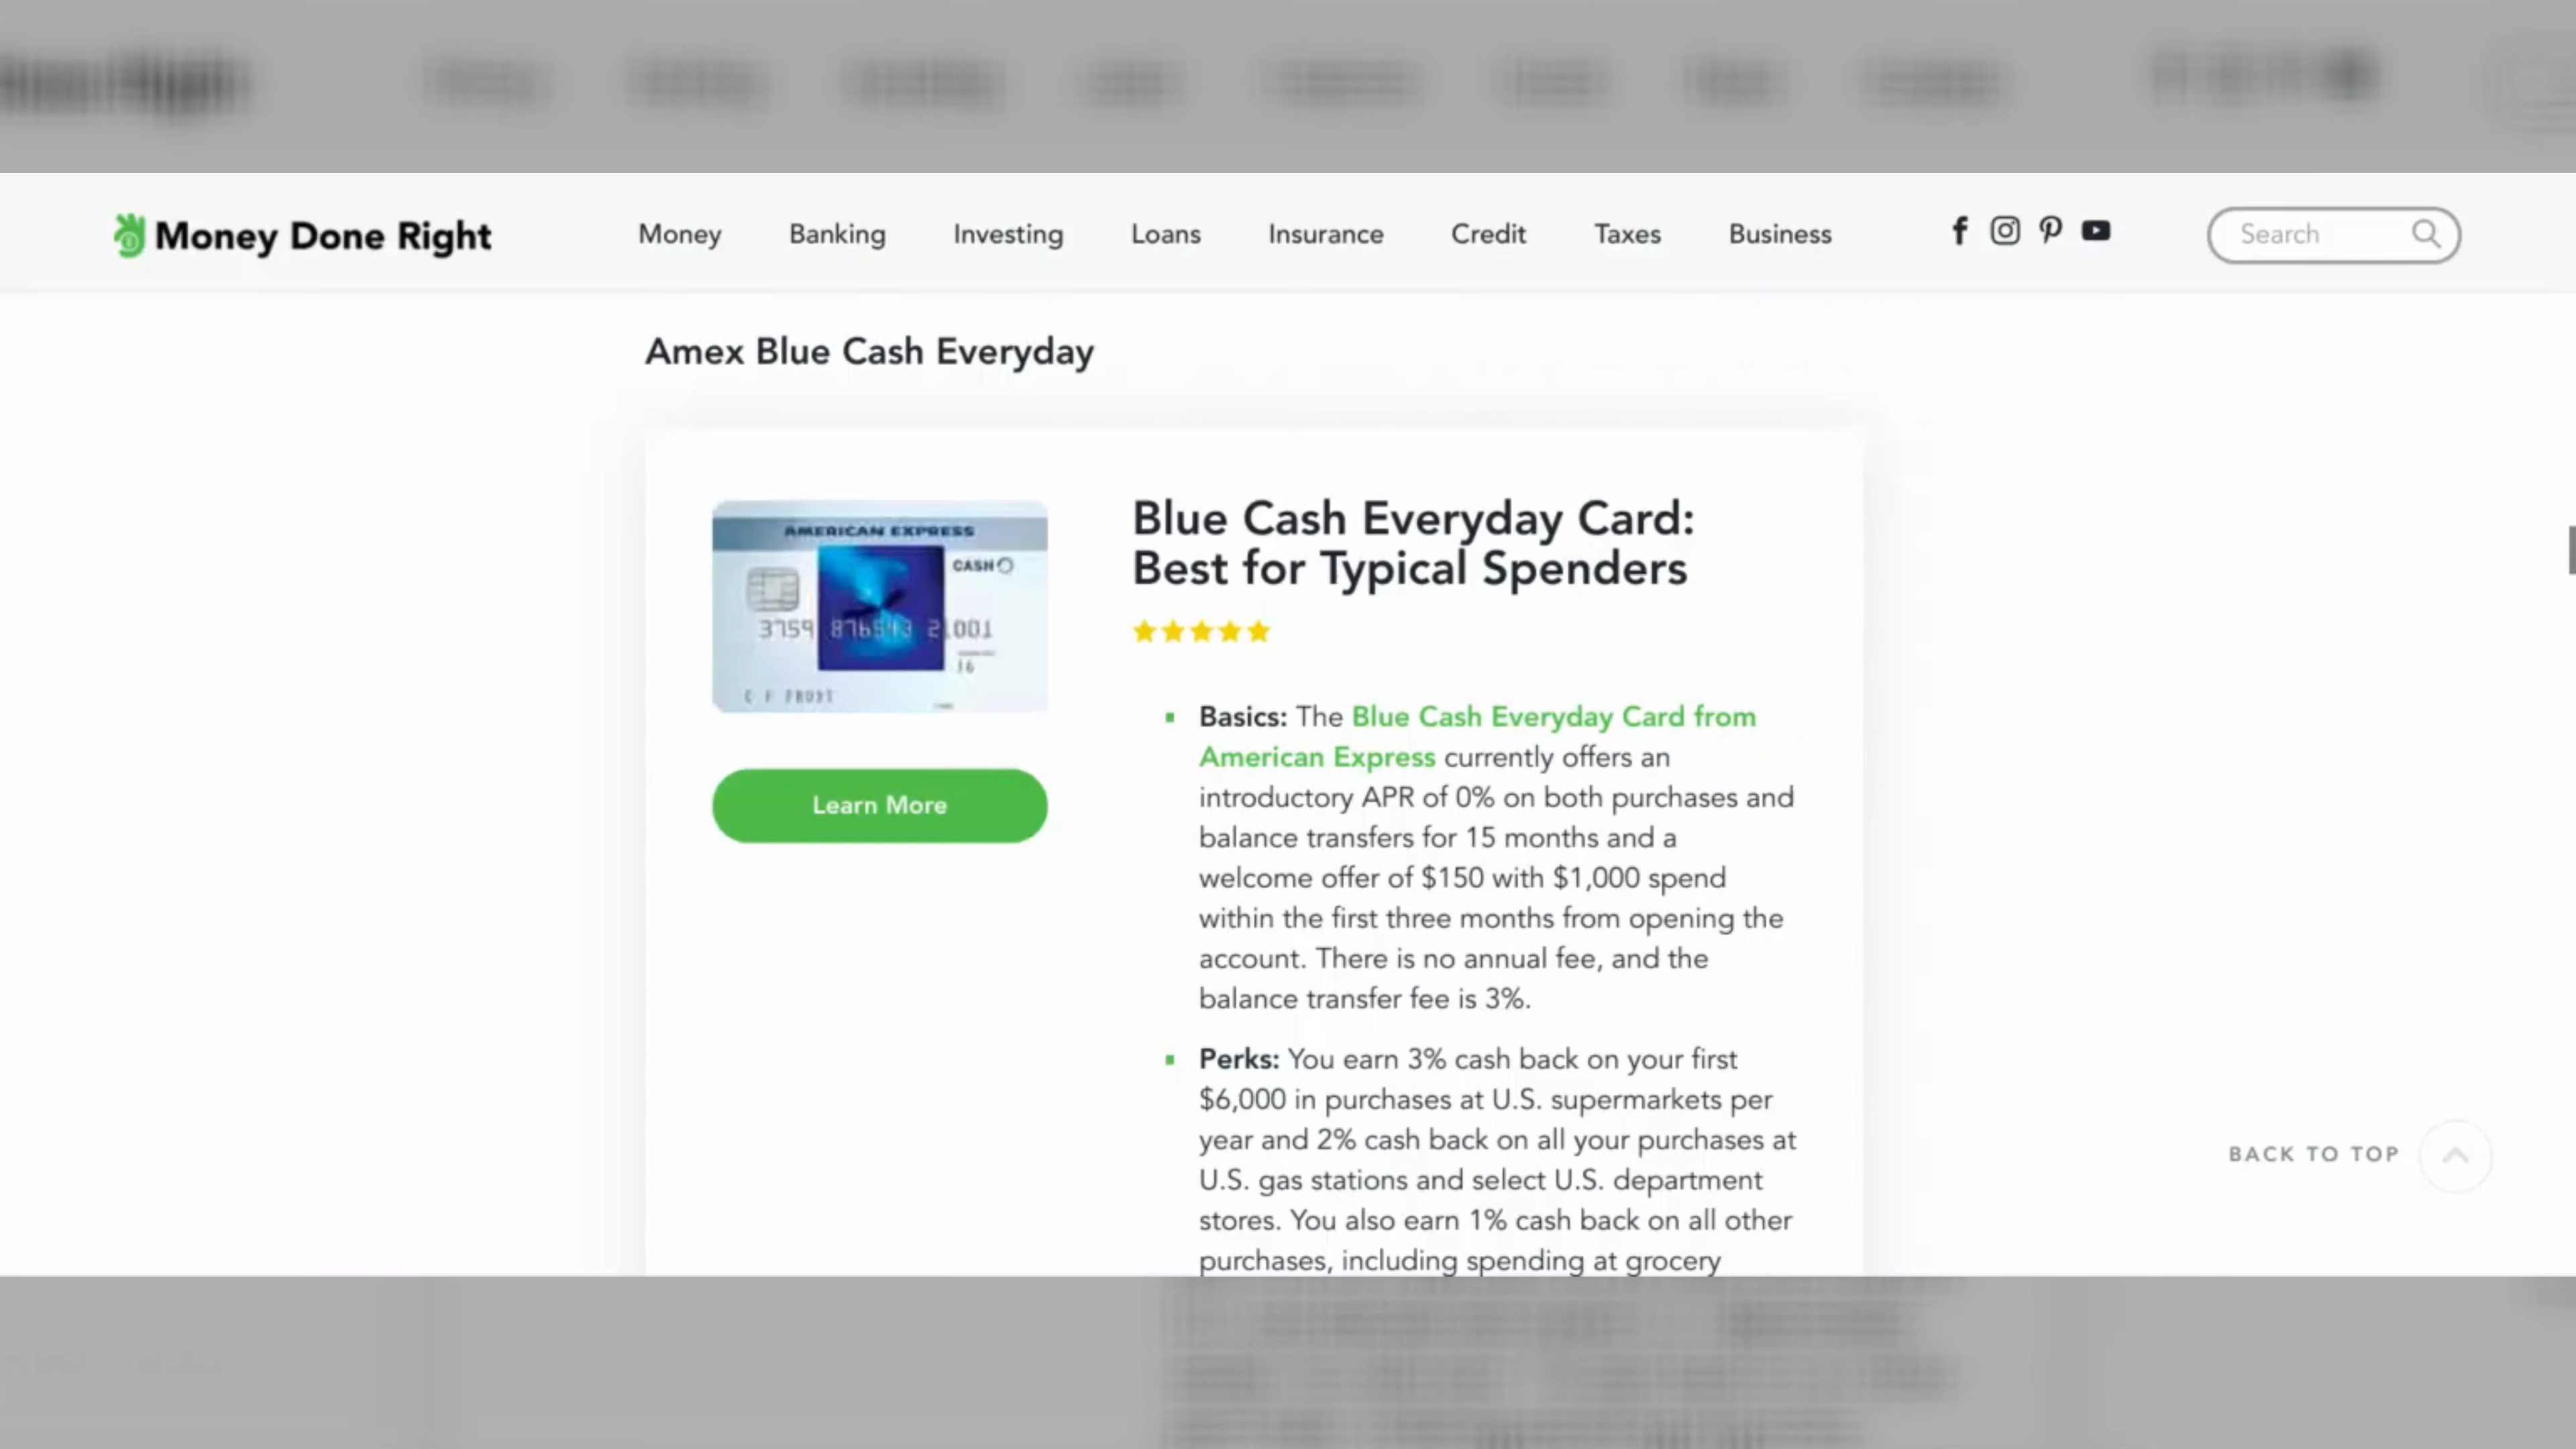 Money Done Right
Money Banking Investing Loans Insurance Credit Taxes Business
Search
Amex Blue Cash Everyday
AMERICAN EXPRESS
CASH
3759 876543 21001
16
C F FROST
Learn More
Blue Cash Everyday Card:
Best for Typical Spenders
Basics: The Blue Cash Everyday Card from
American Express currently offers an
introductory APR of 0% on both purchases and
balance transfers for 15 months and a
welcome offer of $150 with $1,000 spend
within the first three months from opening the
account. There is no annual fee, and the
balance transfer fee is 3%.
Perks: You earn 3% cash back on your first
$6,000 in purchases at U.S. supermarkets per
year and 2% cash back on all your purchases at
U.S. gas stations and select U.S. department
stores. You also earn 1% cash back on all other
purchases, including spending at grocery
BACK TO TOP